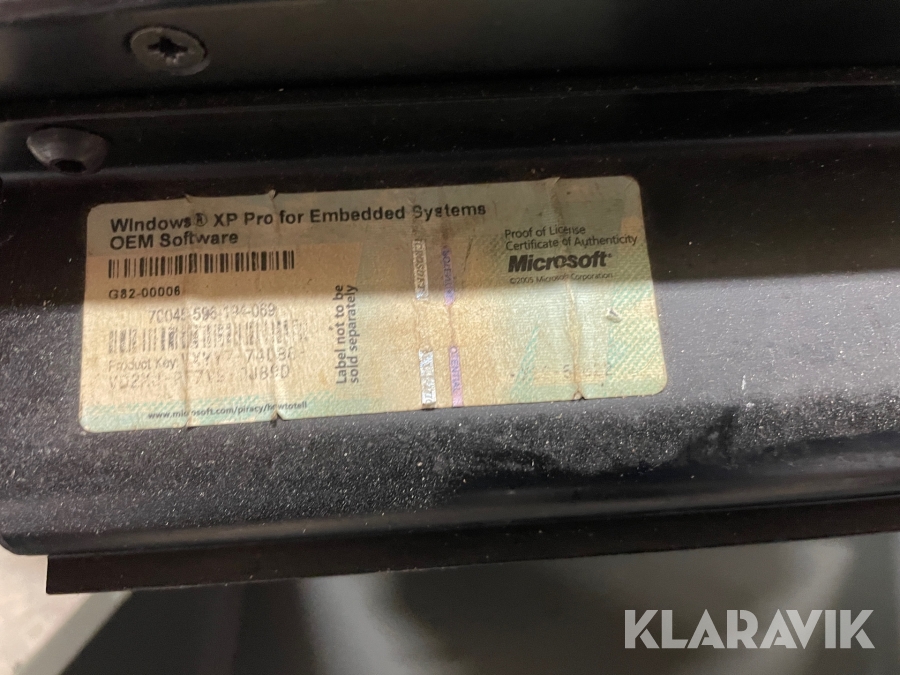 Windows® XP Pro for Embedded Systems
OEM Software
G82-00006
Label not to be
sold separately
Proof of License
Certificate of Authenticity
Microsoft®
©2005 Microsoft Corporation
Product Key:
www.microsoft.com/piracy/howtotell
KLARAVIK